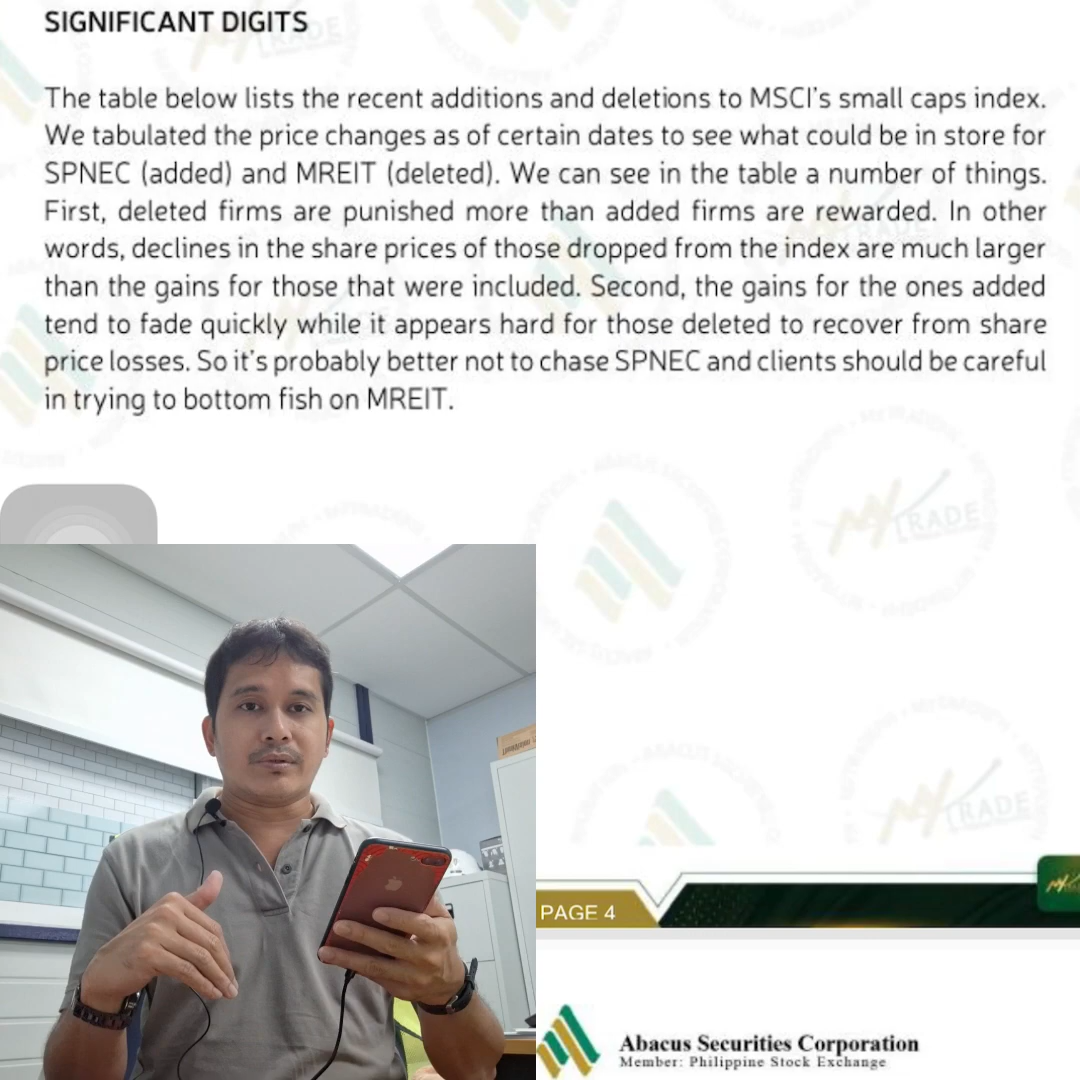 SIGNIFICANT DIGITS
The table below lists the recent additions and deletions to MSCI's small caps index.
We tabulated the price changes as of certain dates to see what could be in store for
SPNEC (added) and MREIT (deleted). We can see in the table a number of things.
First, deleted firms are punished more than added firms are rewarded. In other
words, declines in the share prices of those dropped from the index are much larger
than the gains for those that were included. Second, the gains for the ones added
tend to fade quickly while it appears hard for those deleted to recover from share
price losses. So it's probably better not to chase SPNEC and clients should be careful
in trying to bottom fish on MREIT.
TRADE
TRADE
PAGE 4
Abacus Securities Corporation
Member: Philippine Stock Exchange